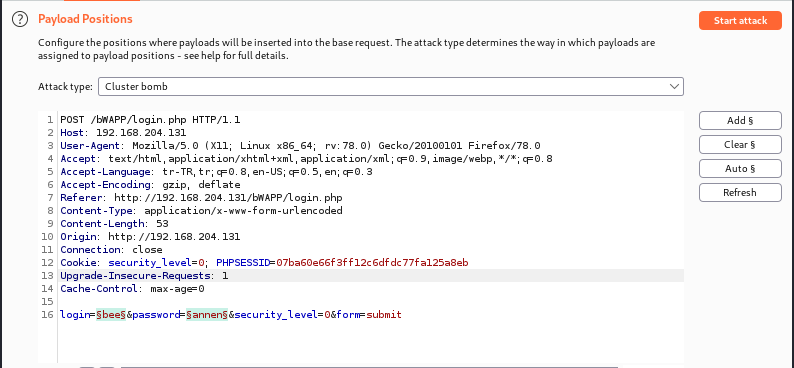 ? Payload Positions
Start attack
Configure the positions where payloads will be inserted into the base request. The attack type determines the way in which payloads are
assigned to payload positions - see help for full details.
Attack type: Cluster bomb
Add §
Clear §
Auto §
Refresh
1 POST /bWAPP/login.php HTTP/1.1
2 Host: 192.168.204.131
3 User-Agent: Mozilla/5.0 (X11; Linux x86_64; rv:78.0) Gecko/20100101 Firefox/78.0
4 Accept: text/html,application/xhtml+xml,application/xml;q=0.9,image/webp,*/*;q=0.8
5 Accept-Language: tr-TR,tr;q=0.8,en-US;q=0.5,en;q=0.3
6 Accept-Encoding: gzip, deflate
7 Referer: http://192.168.204.131/bWAPP/login.php
8 Content-Type: application/x-www-form-urlencoded
9 Content-Length: 53
10 Origin: http://192.168.204.131
11 Connection: close
12 Cookie: security_level=0; PHPSESSID=07ba60e66f3ff12c6dfdc77fa125a8eb
13 Upgrade-Insecure-Requests: 1
14 Cache-Control: max-age=0
15
16 login=§bee§&password=§annen§&security_level=0&form=submit